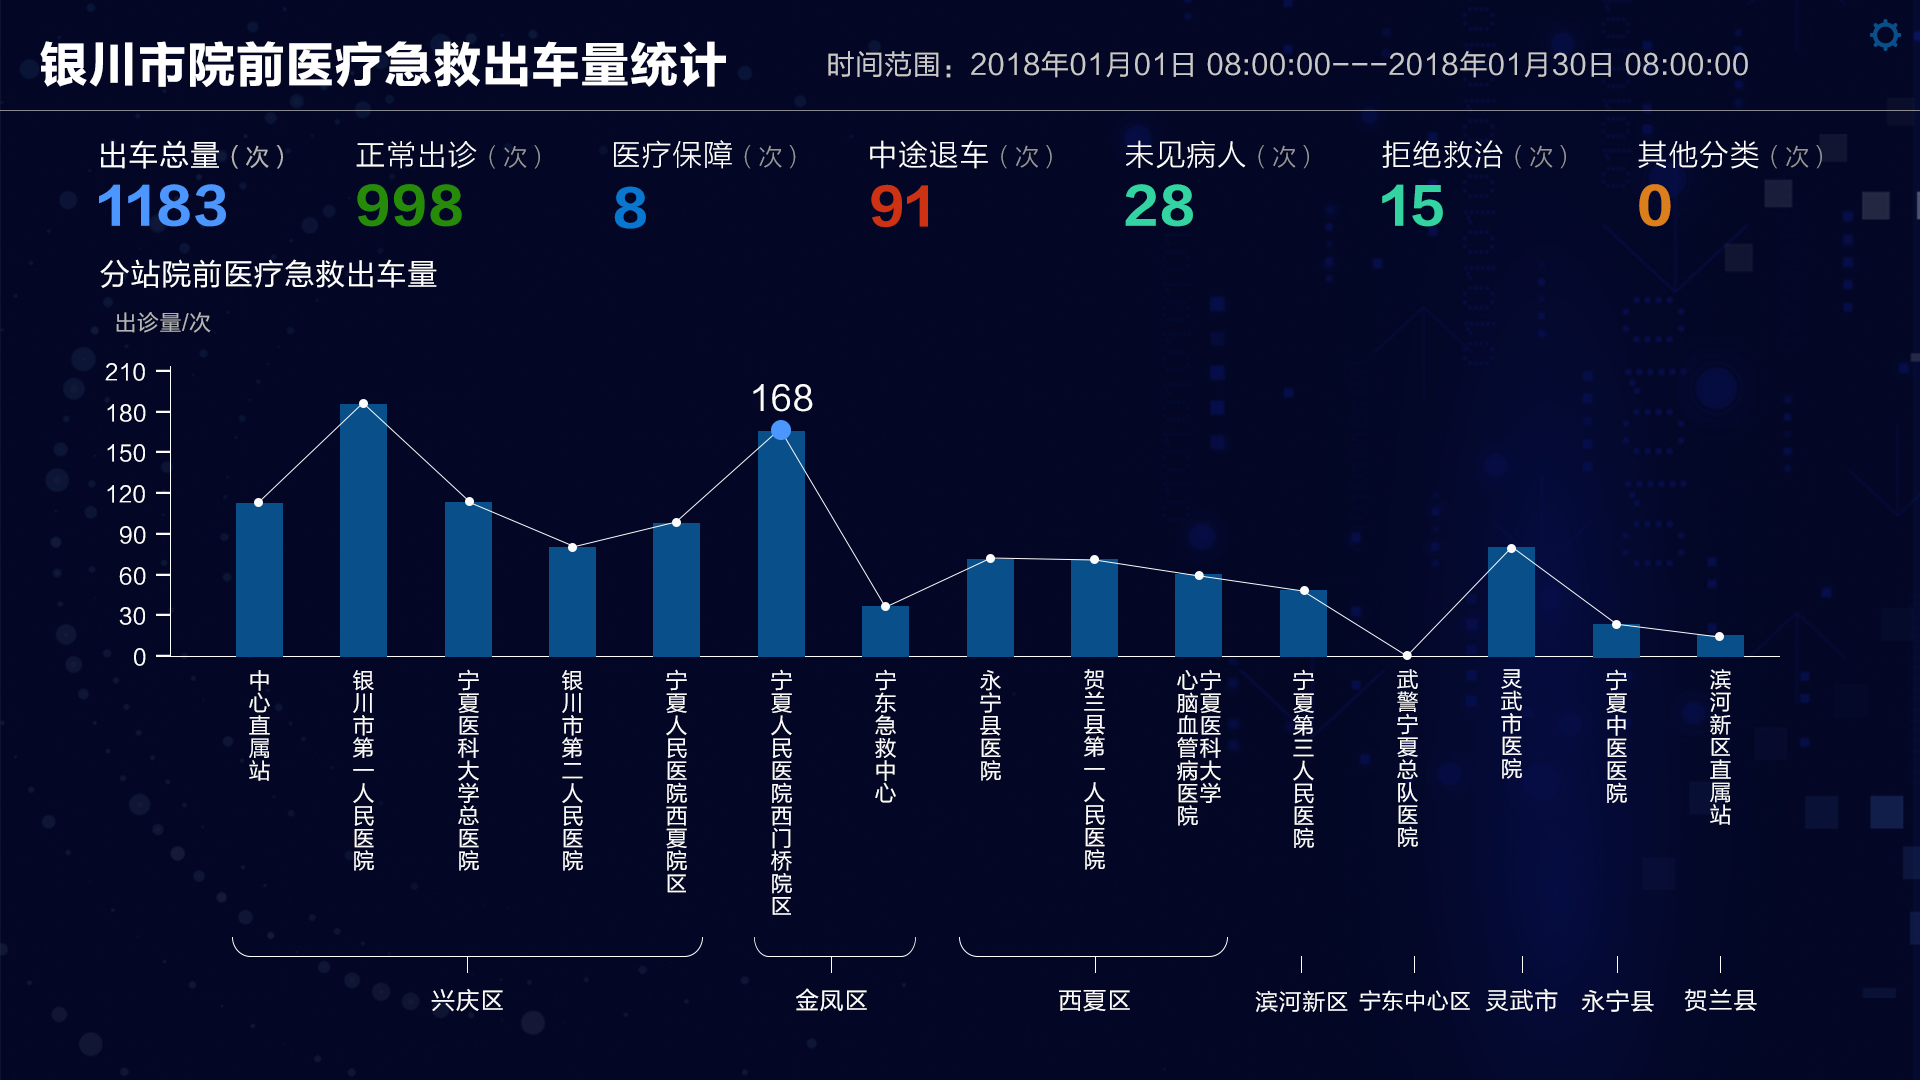 银川市院前医疗急救出车量统计
时间范围：2018年01月01日 08:00:00---2018年01月30日 08:00:00
出车总量（次）
1183
正常出诊（次）
998
医疗保障（次）
8
中途退车（次）
91
未见病人（次）
28
拒绝救治（次）
15
其他分类（次）
0
分站院前医疗急救出车量
出诊量/次
210
180
150
120
90
60
30
0
168
中心直属站
银川市第一人民医院
宁夏医科大学总医院
银川市第二人民医院
宁夏人民医院西夏院区
宁夏人民医院西门桥院区
宁东急救中心
永宁县医院
贺兰县第一人民医院
宁夏医科大学
心脑血管病医院
宁夏第三人民医院
武警宁夏总队医院
灵武市医院
宁夏中医医院
滨河新区直属站
兴庆区
金凤区
西夏区
滨河新区
宁东中心区
灵武市
永宁县
贺兰县